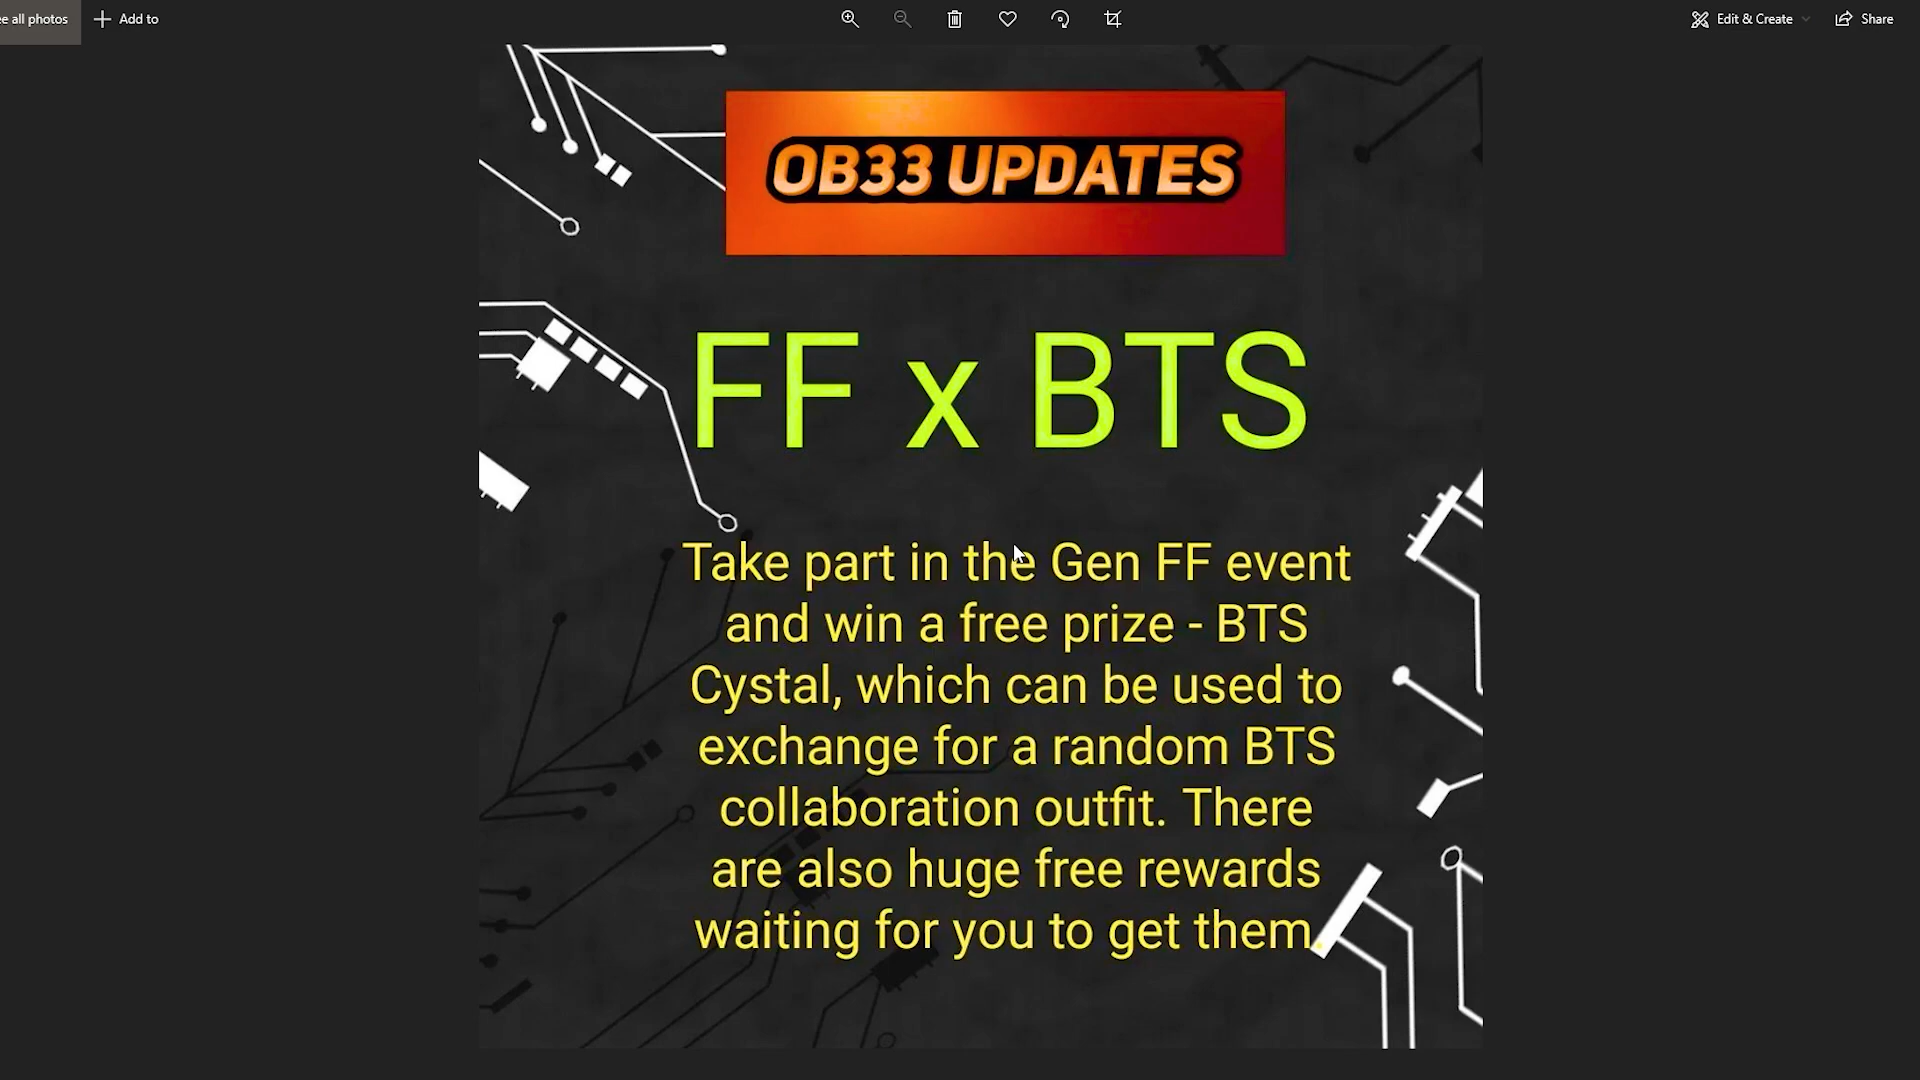 e all photos
Add to
Edit & Create
Share
OB33 UPDATES
FF x BTS
Take part in the Gen FF event
and win a free prize - BTS
Cystal, which can be used to
exchange for a random BTS
collaboration outfit. There
are also huge free rewards
waiting for you to get them.